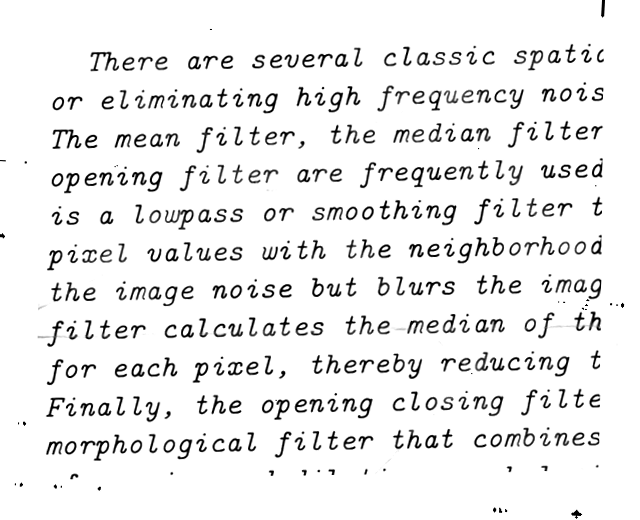 There are several classic spatic
or eliminating high frequency nois
The mean filter, the median filter
opening filter are frequently used
is a lowpass or smoothing filter t
pixel values with the neighborhood
the image noise but blurs the imag
filter calculates the median of th
for each pixel, thereby reducing t
Finally, the opening closing filte
morphological filter that combines